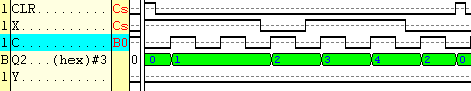 1 CLR.... Cs
1 X....... Cs
1 C....... B0
B Q2...(hex)#3 0 0 1 2 3 4 2 0
1 Y.......